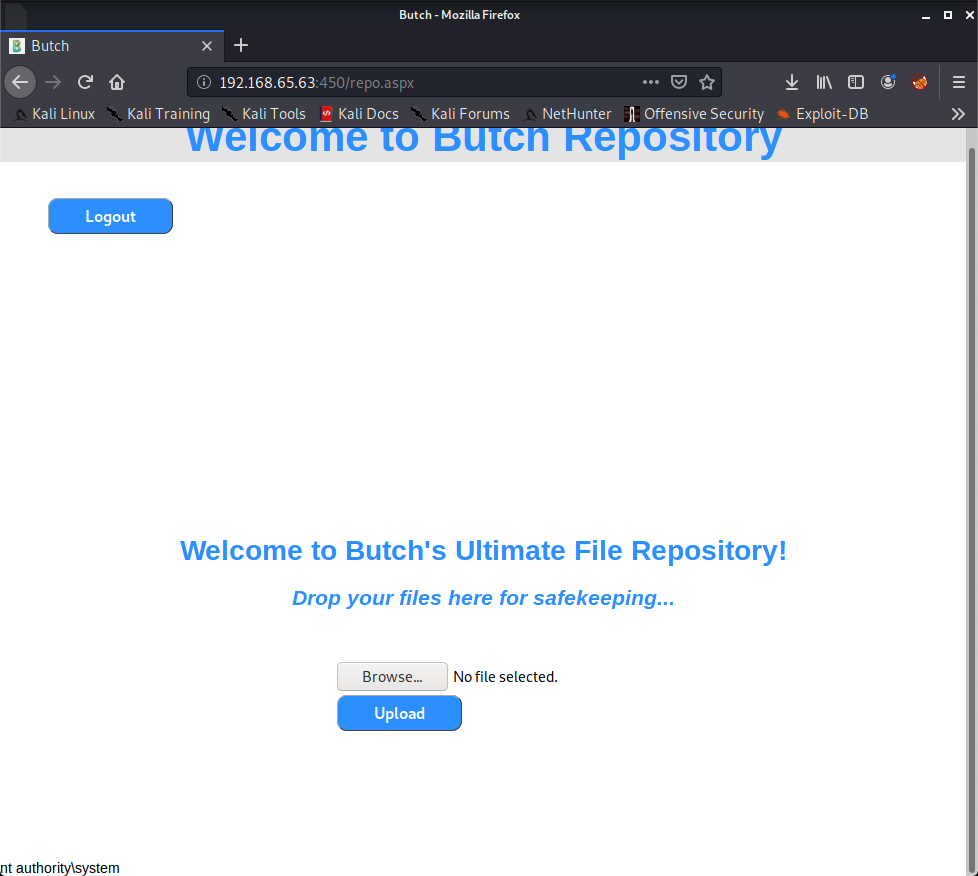 Butch - Mozilla Firefox
Butch
192.168.65.63:450/repo.aspx
Kali Linux Kali Training Kali Tools Kali Docs Kali Forums NetHunter Offensive Security Exploit-DB
Welcome to Butch Repository
Logout
Welcome to Butch's Ultimate File Repository!
Drop your files here for safekeeping...
Browse... No file selected.
Upload
nt authority\system